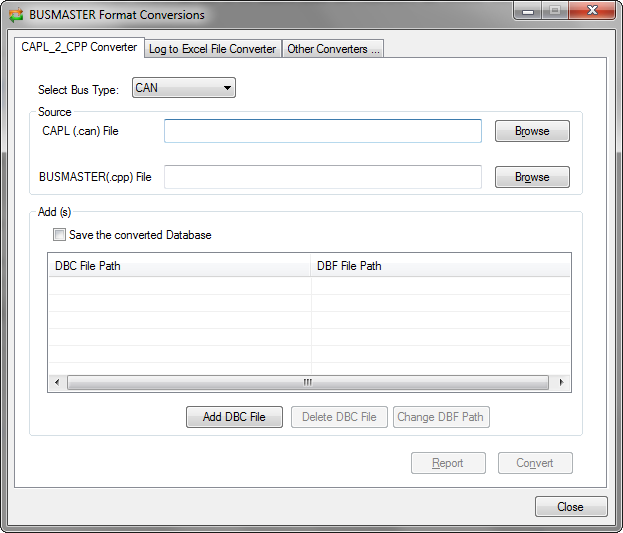 BUSMASTER Format Conversions
CAPL_2_CPP Converter Log to Excel File Converter Other Converters ...
Select Bus Type: CAN
Source
CAPL (.can) File Browse
BUSMASTER(.cpp) File Browse
Add (s)
Save the converted Database
DBC File Path DBF File Path
Add DBC File Delete DBC File Change DBF Path
Report Convert
Close